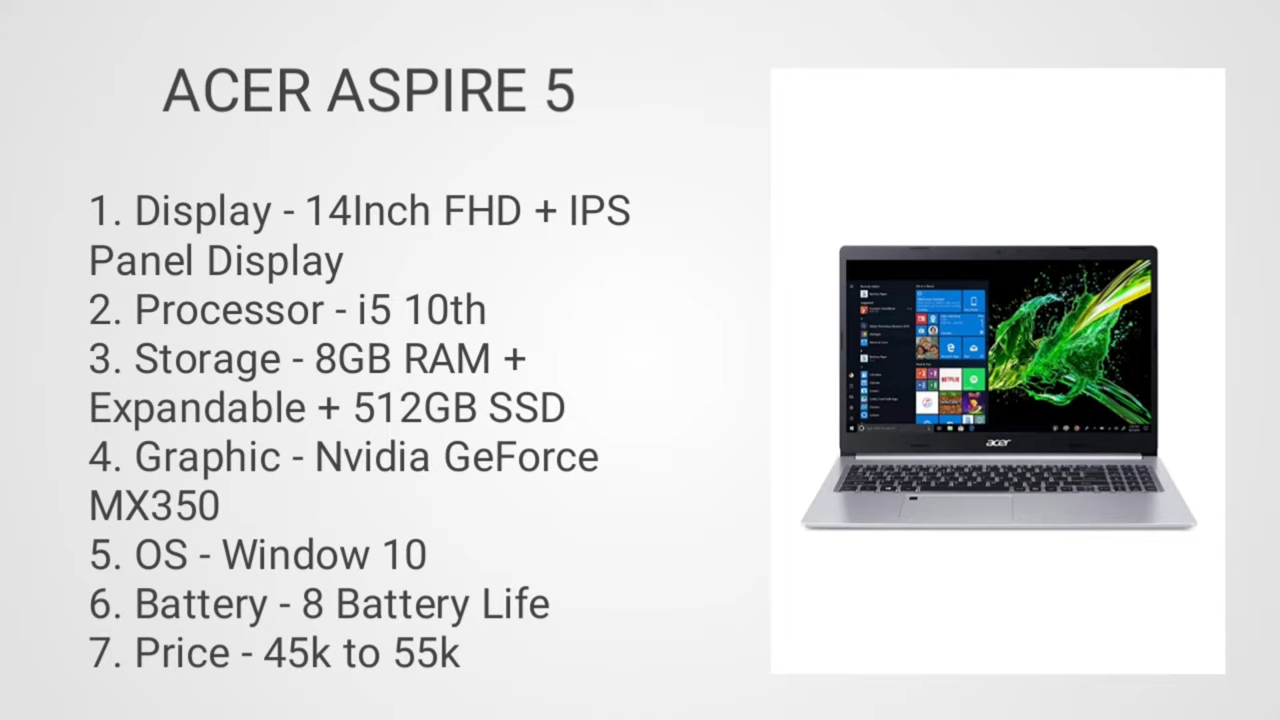 ACER ASPIRE 5
1. Display - 14Inch FHD + IPS
Panel Display
2. Processor - i5 10th
3. Storage - 8GB RAM +
Expandable + 512GB SSD
4. Graphic - Nvidia GeForce
MX350
5. OS - Window 10
6. Battery - 8 Battery Life
7. Price - 45k to 55k
NETFLIX
acer